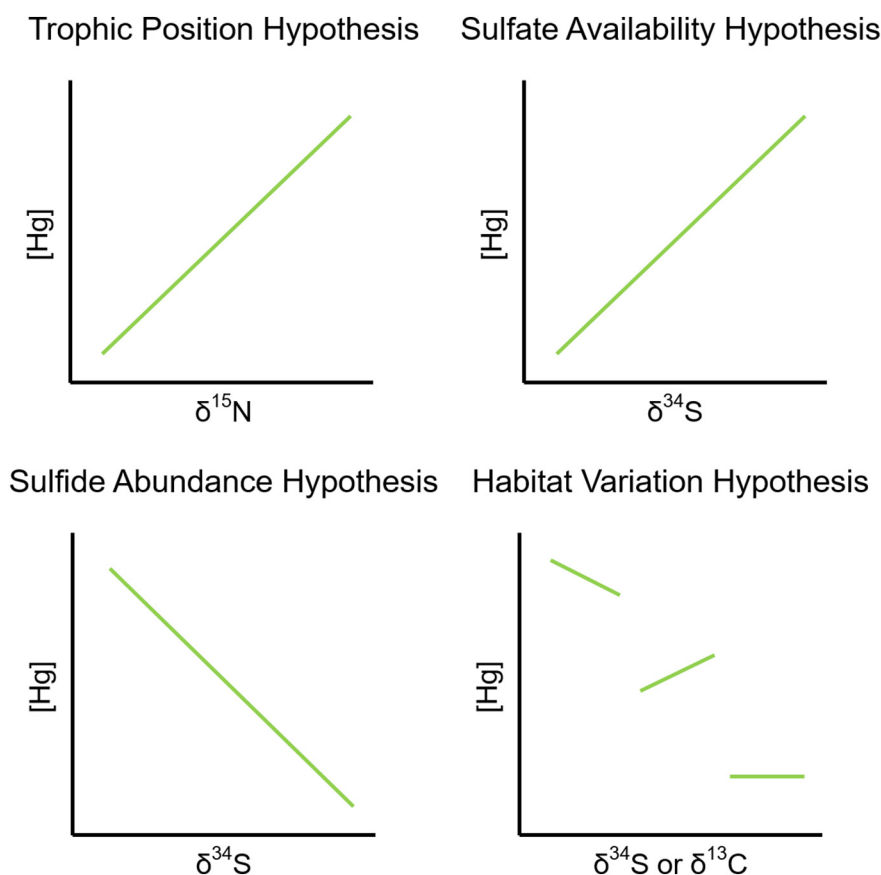 Trophic Position Hypothesis
Sulfate Availability Hypothesis
[Hg]
[Hg]
δ¹⁵N
δ³⁴S
Sulfide Abundance Hypothesis
Habitat Variation Hypothesis
[Hg]
[Hg]
δ³⁴S
δ³⁴S or δ¹³C